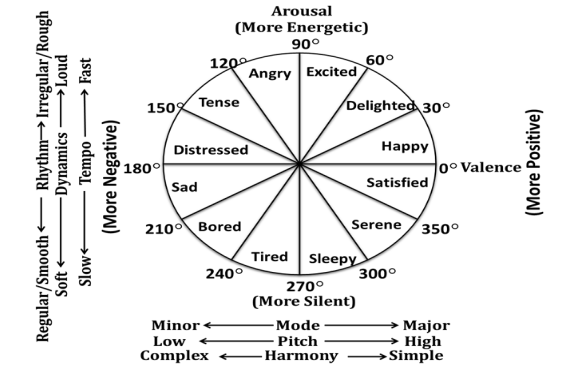 Arousal
(More Energetic)
90°
120° 60°
Angry Excited
Tense Delighted
150° 30°
Distressed Happy
180° 0° Valence
Sad Satisfied
210° 350°
Bored Serene
Tired Sleepy
240° 300°
270°
(More Silent)
Minor Mode Major
Low Pitch High
Complex Harmony Simple
Regular/Smooth Rhythm Irregular/Rough
Soft Dynamics Loud
Slow Tempo Fast
(More Negative)
(More Positive)